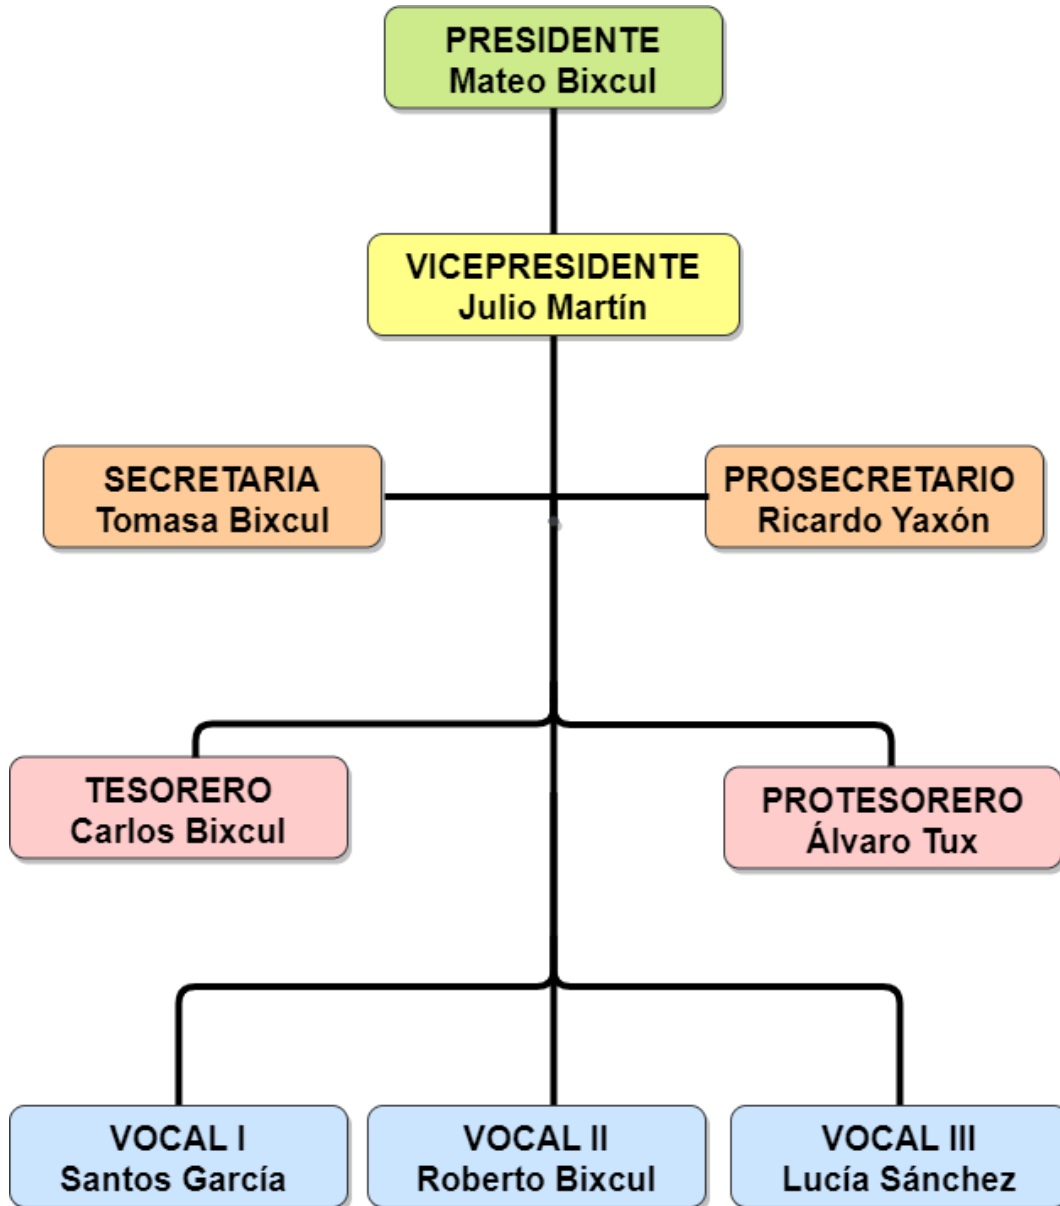 PRESIDENTE
Mateo Bixcul
VICEPRESIDENTE
Julio Martín
SECRETARIA
Tomasa Bixcul
PROSECRETARIO
Ricardo Yaxón
TESORERO
Carlos Bixcul
PROTESORERO
Álvaro Tux
VOCAL I
Santos García
VOCAL II
Roberto Bixcul
VOCAL III
Lucía Sánchez